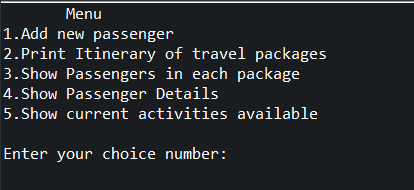 Menu
1.Add new passenger
2.Print Itinerary of travel packages
3.Show Passengers in each package
4.Show Passenger Details
5.Show current activities available
Enter your choice number: